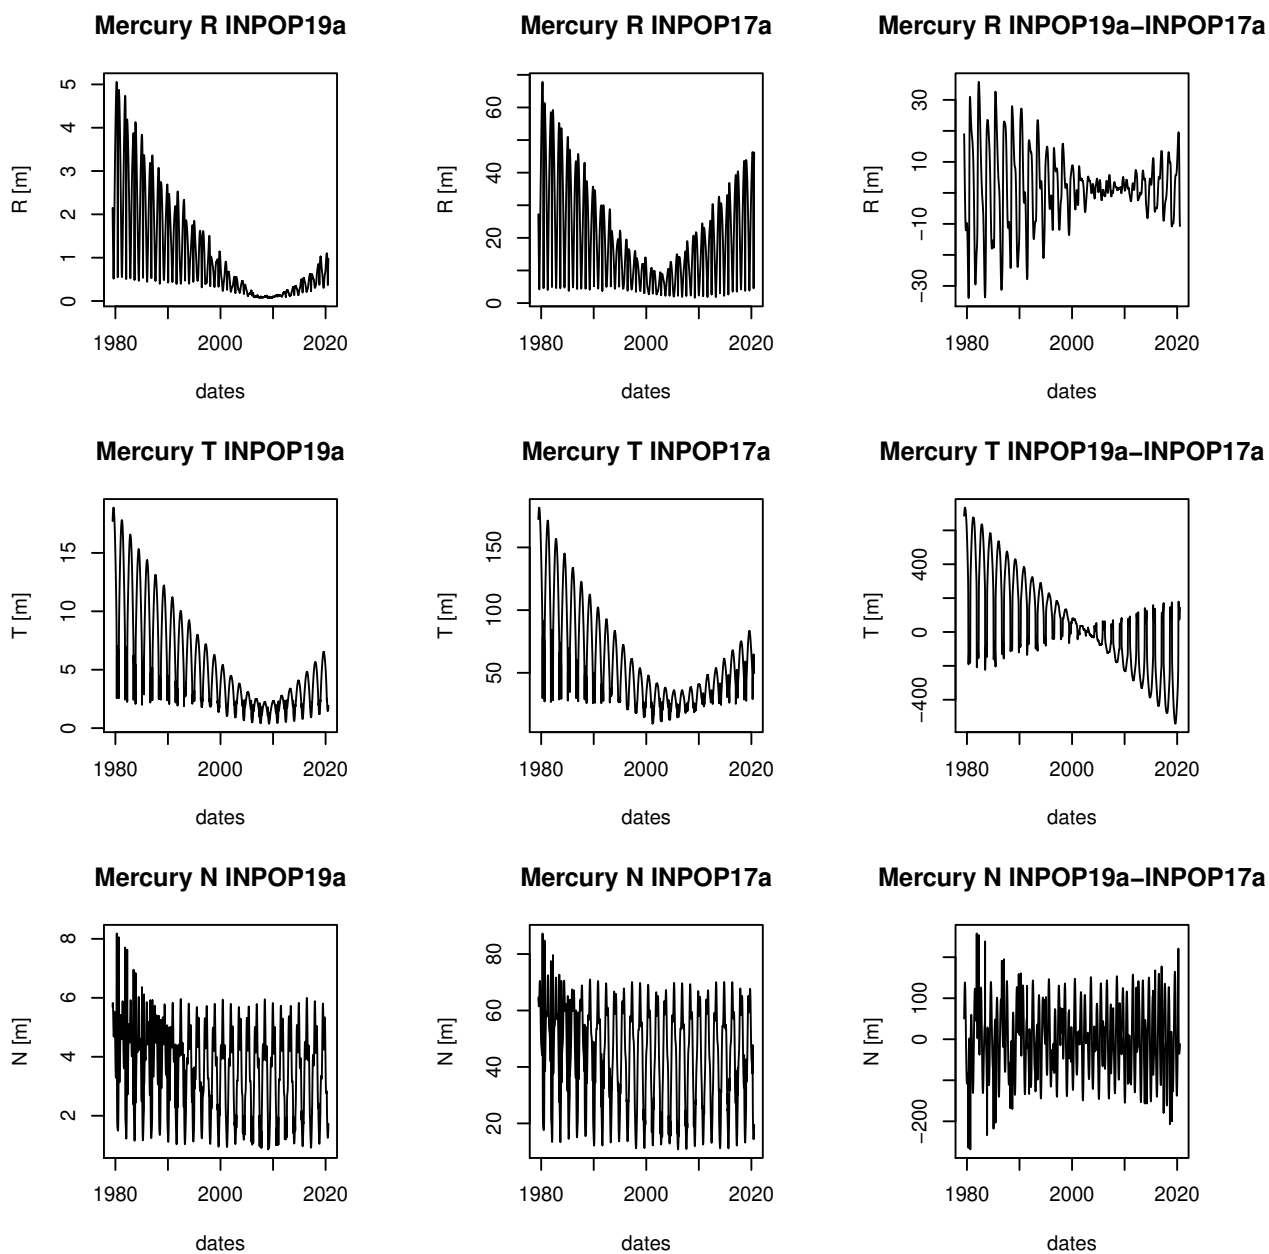 Mercury R INPOP19a
R [m]
0 1 2 3 4 5
1980 2000 2020
dates
Mercury R INPOP17a
R [m]
0 20 40 60
1980 2000 2020
dates
Mercury R INPOP19a−INPOP17a
R [m]
−30 −10 10 30
1980 2000 2020
dates
Mercury T INPOP19a
T [m]
0 5 10 15
1980 2000 2020
dates
Mercury T INPOP17a
T [m]
50 100 150
1980 2000 2020
dates
Mercury T INPOP19a−INPOP17a
T [m]
−400 0 400
1980 2000 2020
dates
Mercury N INPOP19a
N [m]
2 4 6 8
1980 2000 2020
dates
Mercury N INPOP17a
N [m]
20 40 60 80
1980 2000 2020
dates
Mercury N INPOP19a−INPOP17a
N [m]
−200 0 100
1980 2000 2020
dates